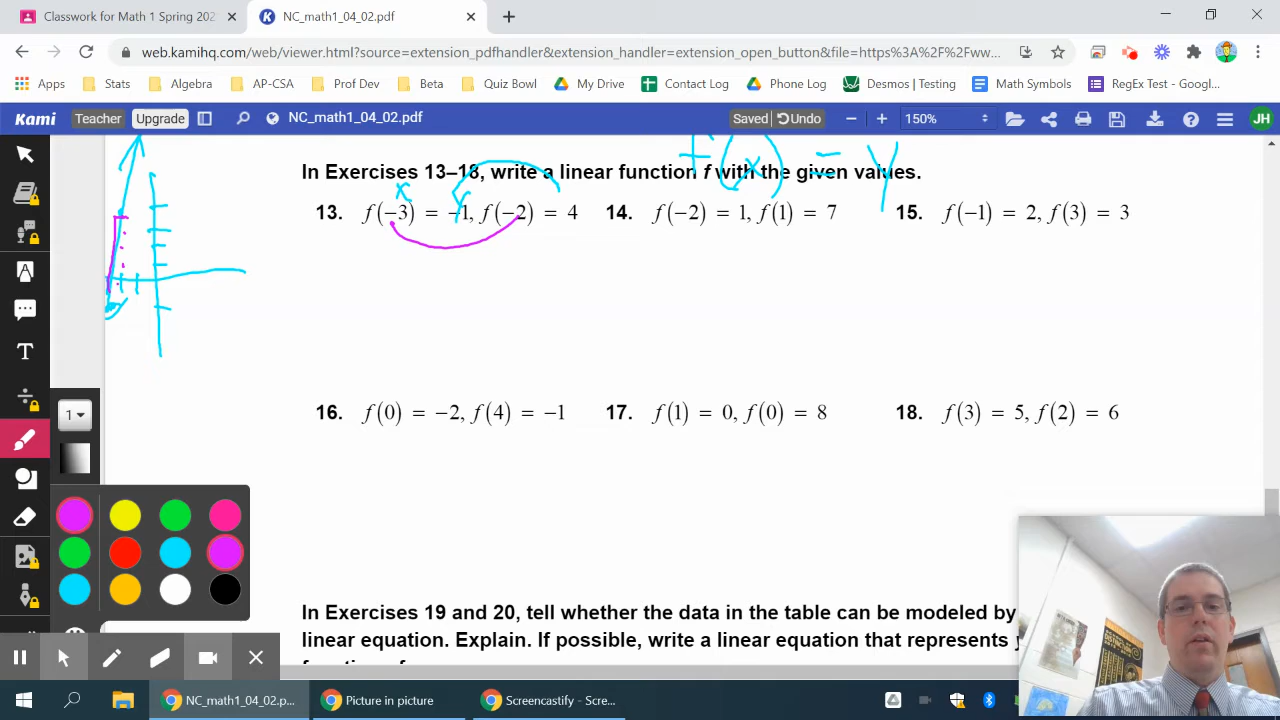 Classwork for Math 1 Spring 202
NC_math1_04_02.pdf
web.kamihq.com/web/viewer.html?source=extension_pdfhandler&extension_handler=extension_open_button&file=https%3A%2F%2Fww...
Apps Stats Algebra AP-CSA Prof Dev Beta Quiz Bowl My Drive Contact Log Phone Log Desmos | Testing Math Symbols RegEx Test - Googl...
Kami Teacher Upgrade NC_math1_04_02.pdf Saved Undo 150% JH
f(x) = y
In Exercises 13–18, write a linear function f with the given values.
x y
13. f(−3) = −1, f(−2) = 4 14. f(−2) = 1, f(1) = 7 15. f(−1) = 2, f(3) = 3
16. f(0) = −2, f(4) = −1 17. f(1) = 0, f(0) = 8 18. f(3) = 5, f(2) = 6
1
In Exercises 19 and 20, tell whether the data in the table can be modeled by
linear equation. Explain. If possible, write a linear equation that represents y
NC_math1_04_02.p... Picture in picture Screencastify - Scre...